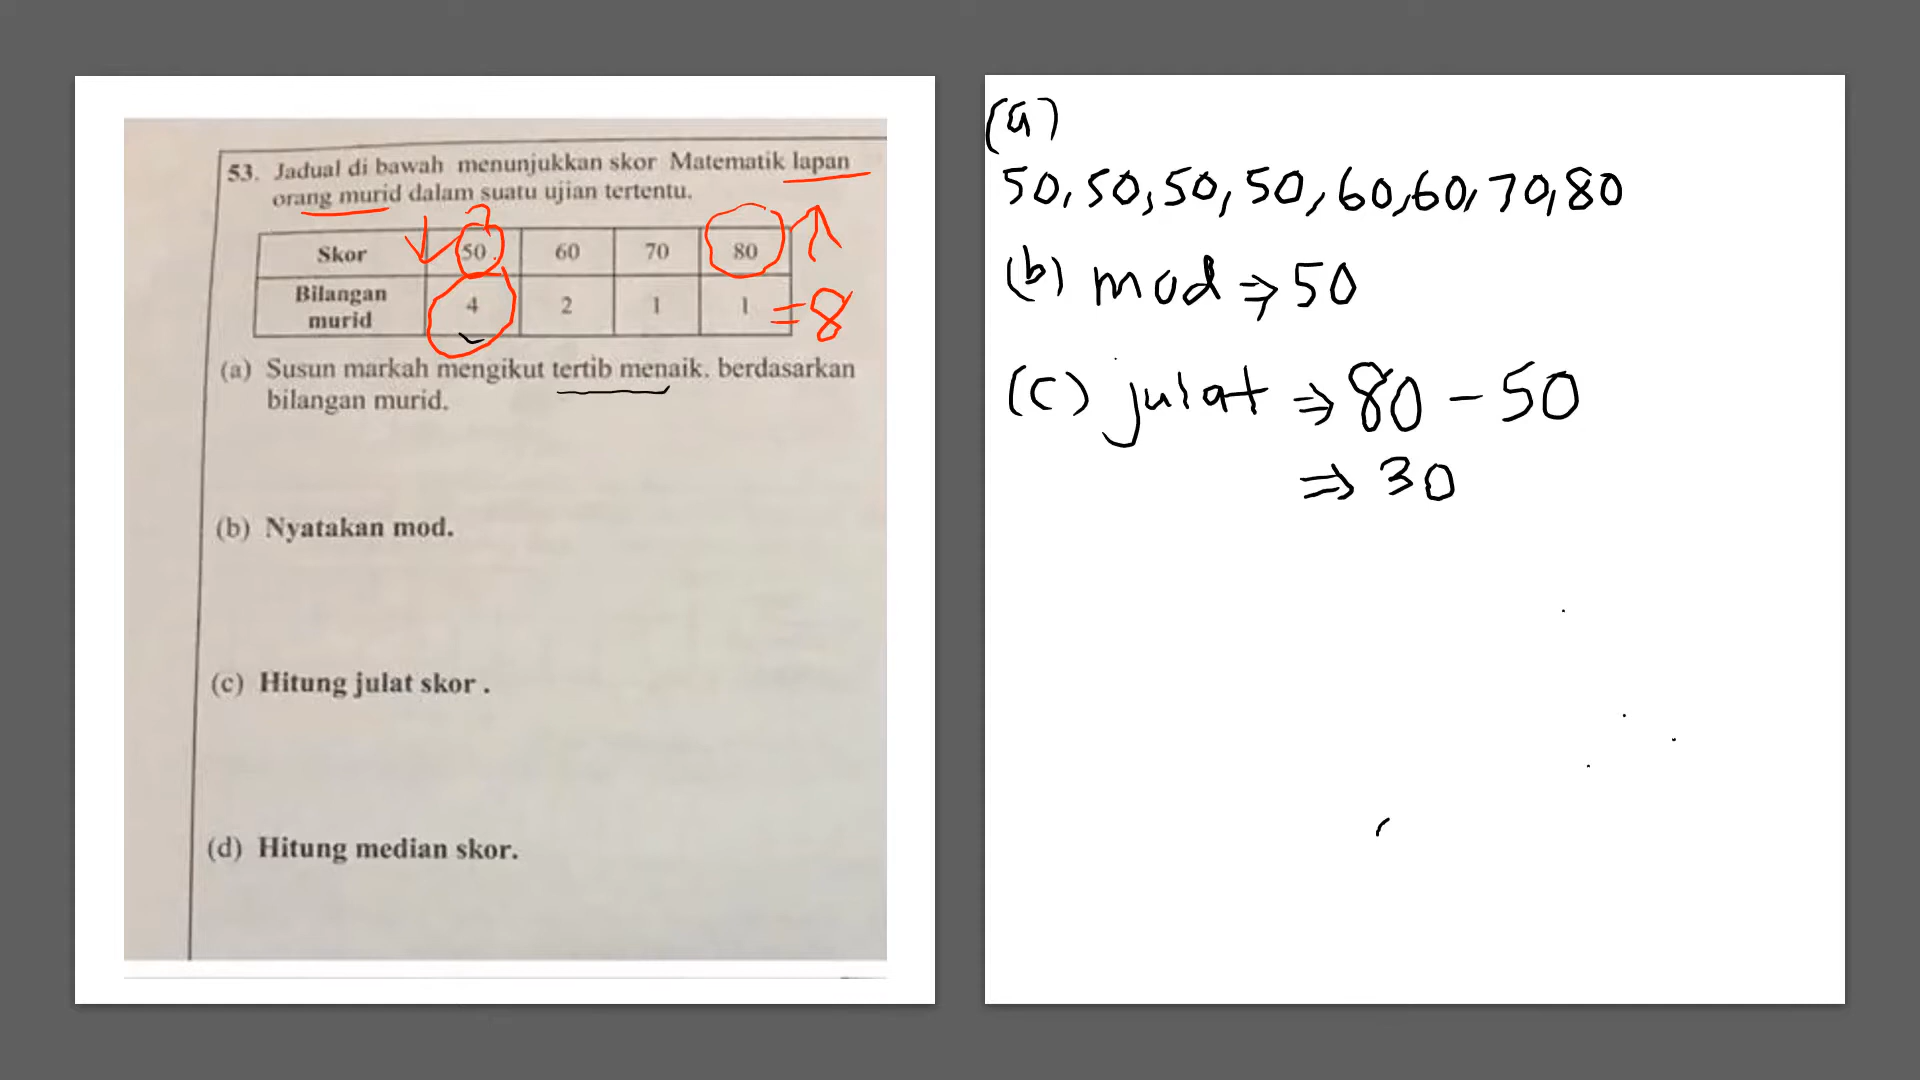 53. Jadual di bawah menunjukkan skor Matematik lapan
orang murid dalam suatu ujian tertentu.
Skor 50 60 70 80
Bilangan murid 4 2 1 1 = 8
(a) Susun markah mengikut tertib menaik. berdasarkan
bilangan murid.
(b) Nyatakan mod.
(c) Hitung julat skor .
(d) Hitung median skor.
(a)
50, 50, 50, 50, 60, 60, 70, 80
(b) mod ⇒ 50
(c) julat ⇒ 80 - 50
⇒ 30